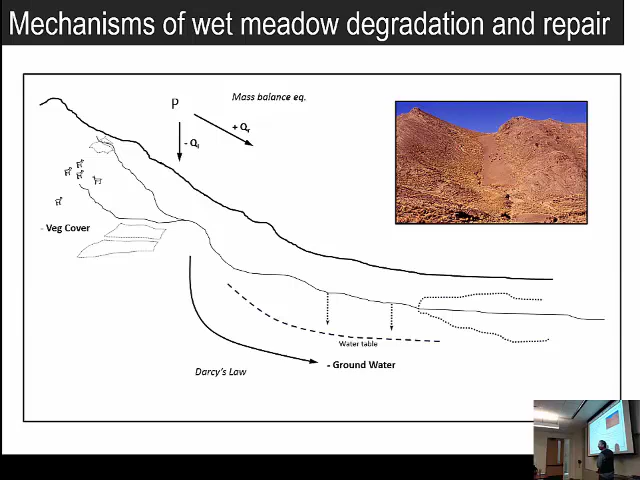 Mechanisms of wet meadow degradation and repair
P
Mass balance eq.
+ Qr
- Qi
- Veg Cover
Water table
- Ground Water
Darcy's Law